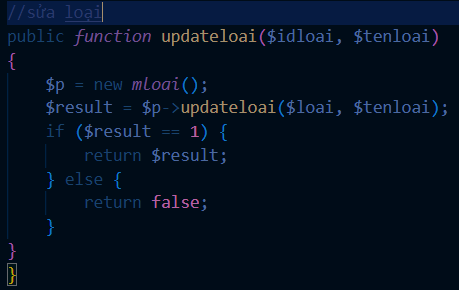 //sửa loại
public function updateloai($idloai, $tenloai)
{
    $p = new mloai();
    $result = $p->updateloai($loai, $tenloai);
    if ($result == 1) {
        return $result;
    } else {
        return false;
    }
}
}